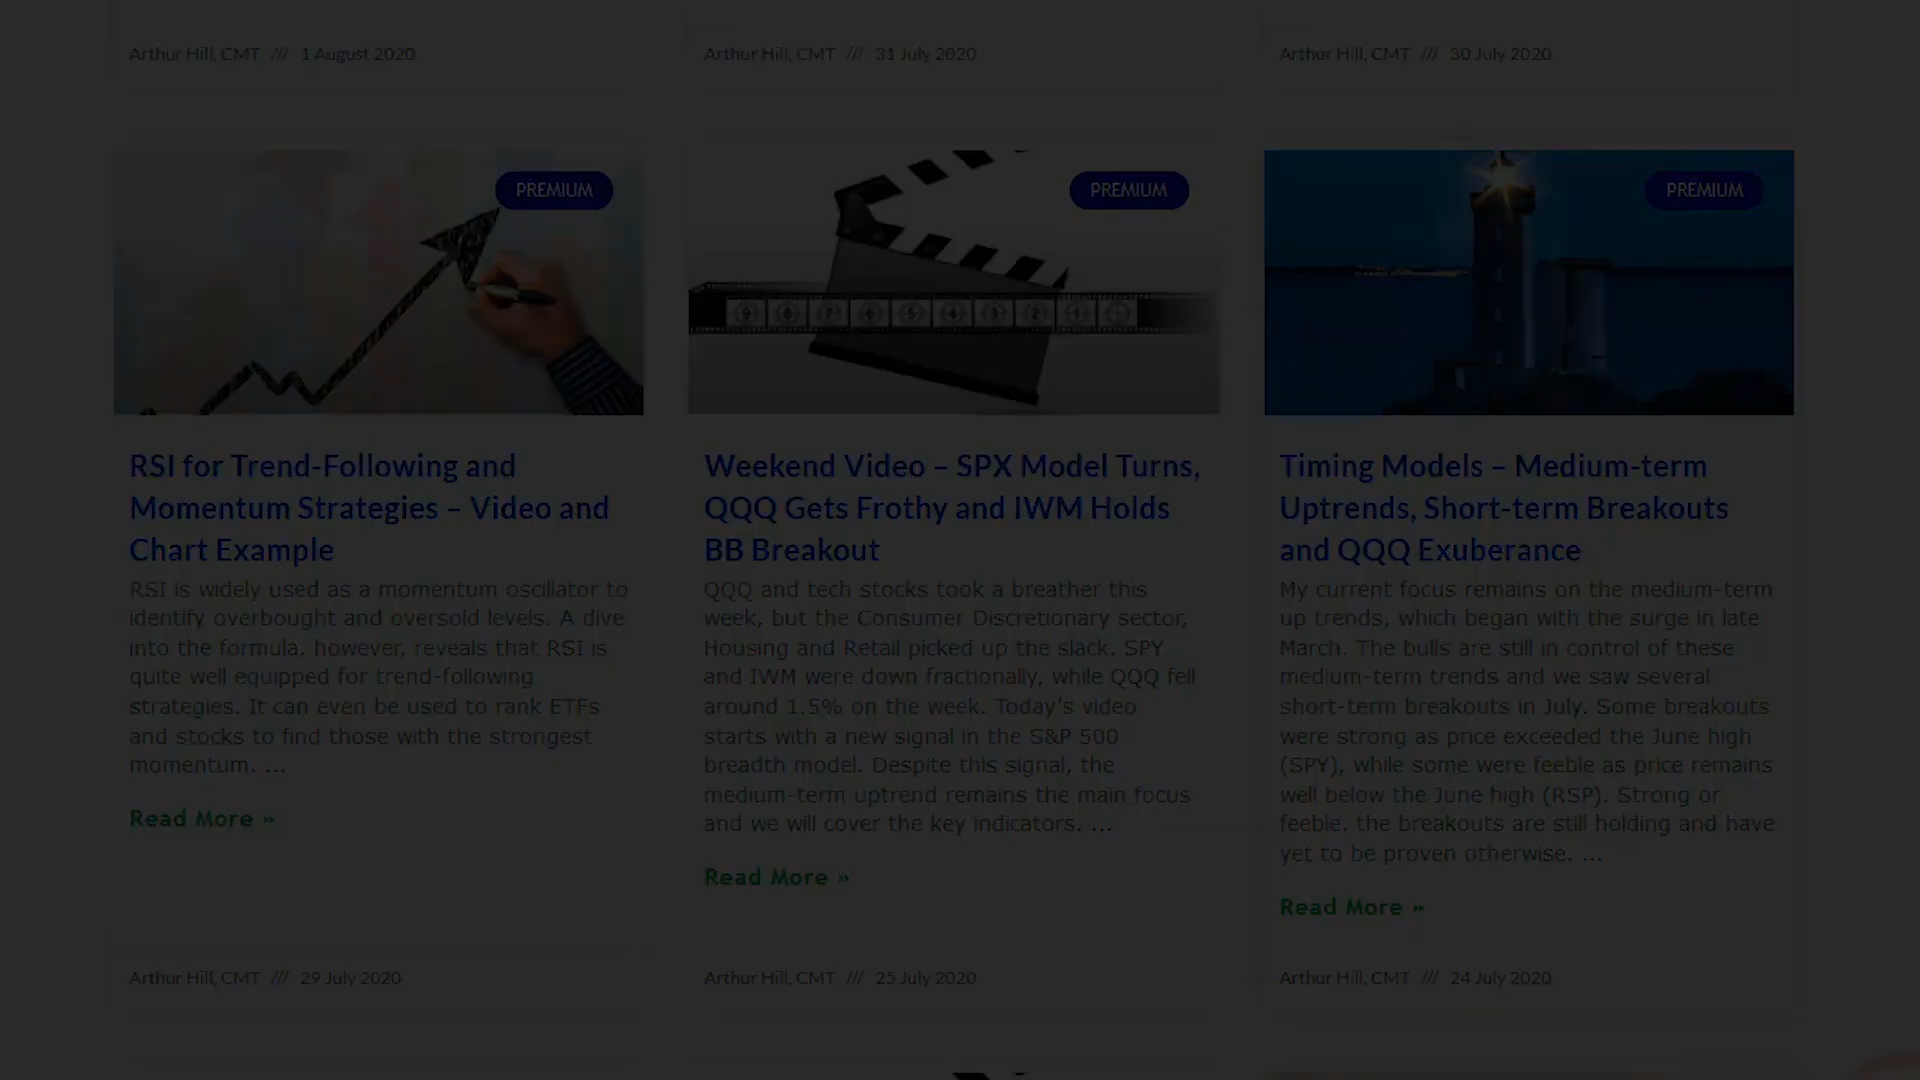 Arthur Hill, CMT /// 1 August 2020
Arthur Hill, CMT /// 31 July 2020
Arthur Hill, CMT /// 30 July 2020
PREMIUM
RSI for Trend-Following and
Momentum Strategies – Video and
Chart Example
RSI is widely used as a momentum oscillator to
identify overbought and oversold levels. A dive
into the formula, however, reveals that RSI is
quite well equipped for trend-following
strategies. It can even be used to rank ETFs
and stocks to find those with the strongest
momentum. ...
Read More »
Arthur Hill, CMT /// 29 July 2020
PREMIUM
Weekend Video – SPX Model Turns,
QQQ Gets Frothy and IWM Holds
BB Breakout
QQQ and tech stocks took a breather this
week, but the Consumer Discretionary sector,
Housing and Retail picked up the slack. SPY
and IWM were down fractionally, while QQQ fell
around 1.5% on the week. Today's video
starts with a new signal in the S&P 500
breadth model. Despite this signal, the
medium-term uptrend remains the main focus
and we will cover the key indicators. ...
Read More »
Arthur Hill, CMT /// 25 July 2020
PREMIUM
Timing Models – Medium-term
Uptrends, Short-term Breakouts
and QQQ Exuberance
My current focus remains on the medium-term
up trends, which began with the surge in late
March. The bulls are still in control of these
medium-term trends and we saw several
short-term breakouts in July. Some breakouts
were strong as price exceeded the June high
(SPY), while some were feeble as price remains
well below the June high (RSP). Strong or
feeble, the breakouts are still holding and have
yet to be proven otherwise. ...
Read More »
Arthur Hill, CMT /// 24 July 2020